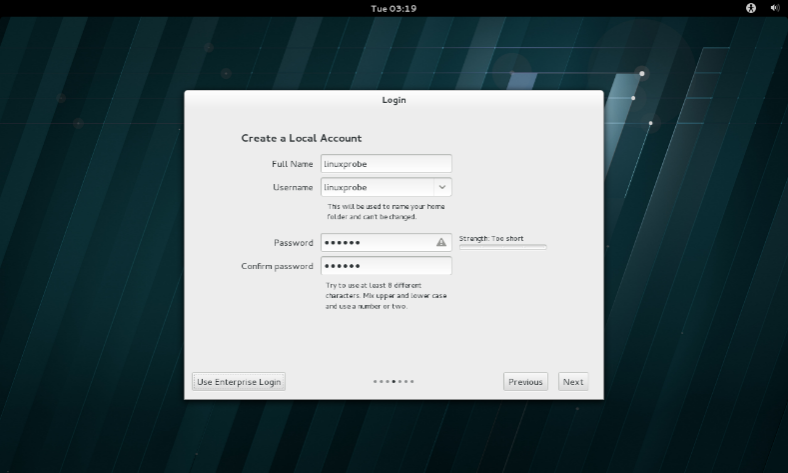 Tue 03:19
Login
Create a Local Account
Full Name linuxprobe
Username linuxprobe
This will be used to name your home
folder and can't be changed.
Password •••••• Strength: Too short
Confirm password ••••••
Try to use at least 8 different
characters. Mix upper and lower case
and use a number or two.
Use Enterprise Login Previous Next